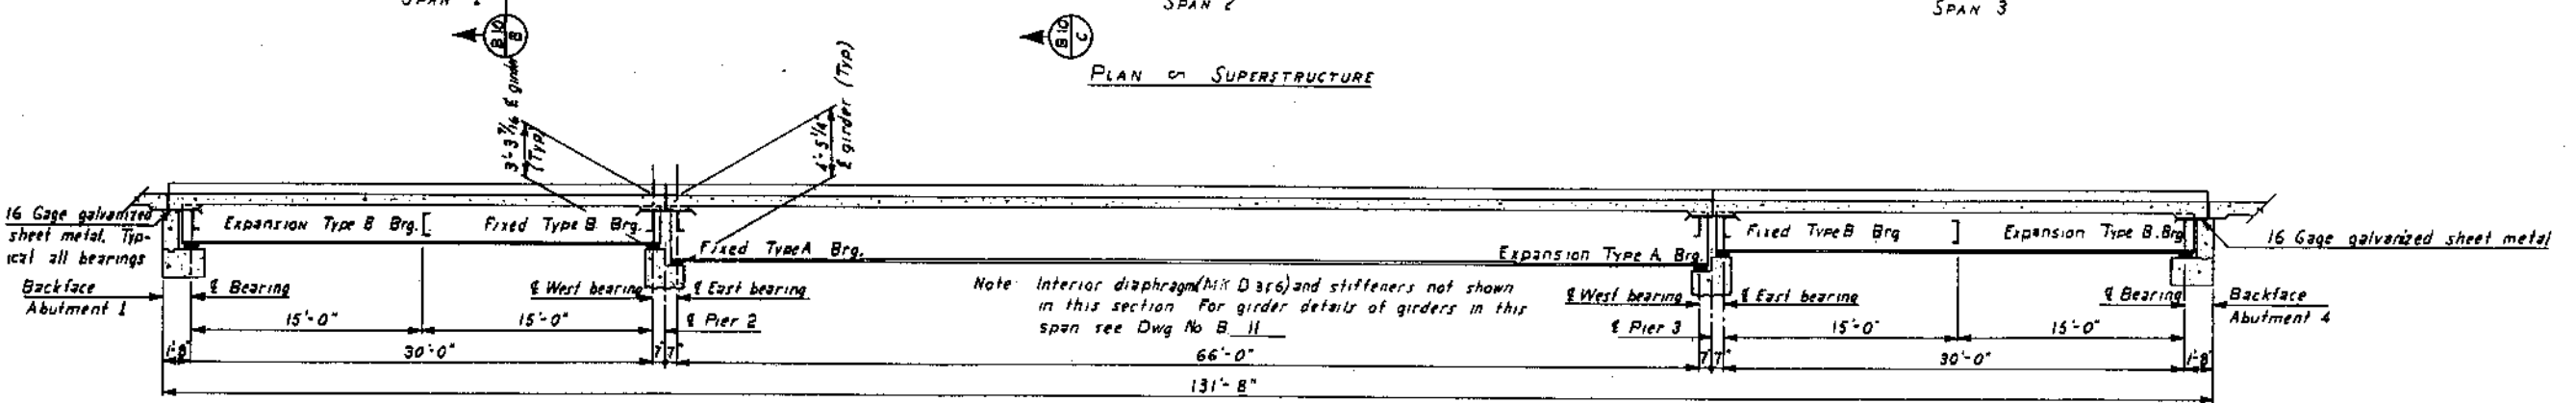 SPAN 2
SPAN 3
B 10
B
B 10
C
PLAN OF SUPERSTRUCTURE
3'-3 7/16 ℄ girder
(Typ)
4'-5 1/4"
℄ girder (Typ)
16 Gage galvanized
sheet metal. Typ-
ical all bearings
Expansion Type B Brg.
Fixed Type B Brg.
Fixed Type A Brg.
Expansion Type A Brg.
Fixed Type B Brg
Expansion Type B Brg
16 Gage galvanized sheet metal
Backface
Abutment 1
℄ Bearing
℄ West bearing
℄ East bearing
℄ Pier 2
Note: Interior diaphragm (MK D 3f6) and stiffeners not shown
in this section For girder details of girders in this
span see Dwg No B 11
℄ West bearing
℄ East bearing
℄ Pier 3
℄ Bearing
Backface
Abutment 4
15'-0" 15'-0" 15'-0" 15'-0"
1'-8" 30'-0" 7" 7" 66'-0" 7" 7" 30'-0" 1'-8"
131'-8"